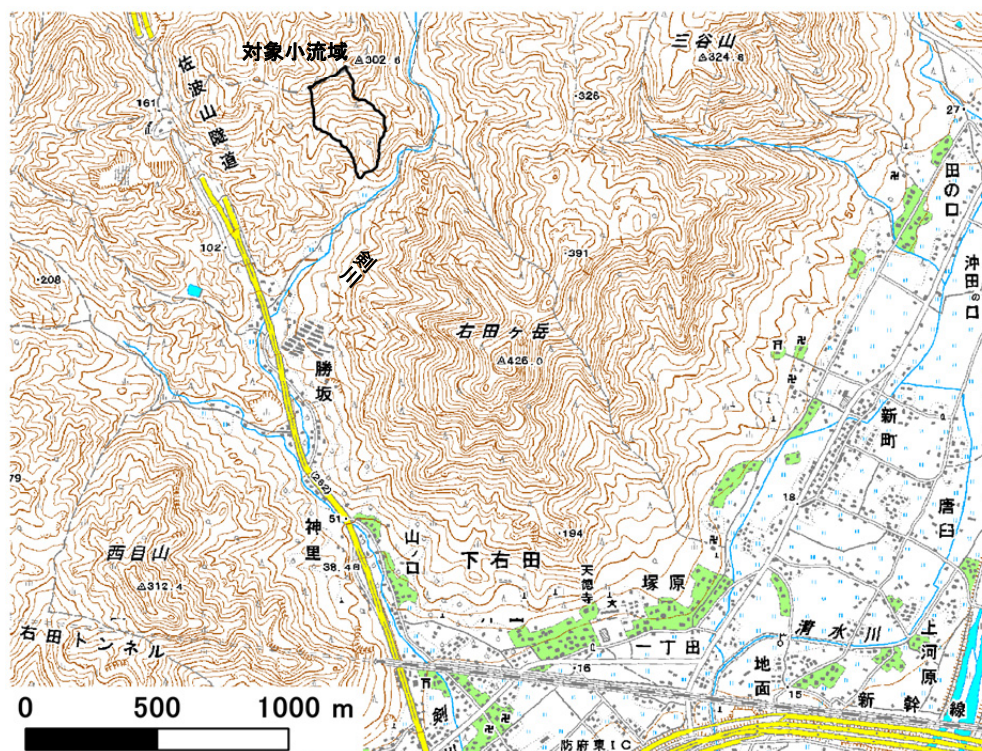 対象小流域
△302.6
三谷山
△324.6
佐波山隧道
161
・326
27
田の口
50
102
・208
剣川
・391
沖田の口
右田ヶ岳
△426.0
勝坂
新町
100
79
(262)
18
唐臼
51
神里
山ノ口
・194
下右田
西目山
△312.4
38.48
天徳寺
塚原
右田トンネル
清水川
上河原
一丁田
・16
地面
15
新幹線
剣
防府東IC
0 500 1000 m